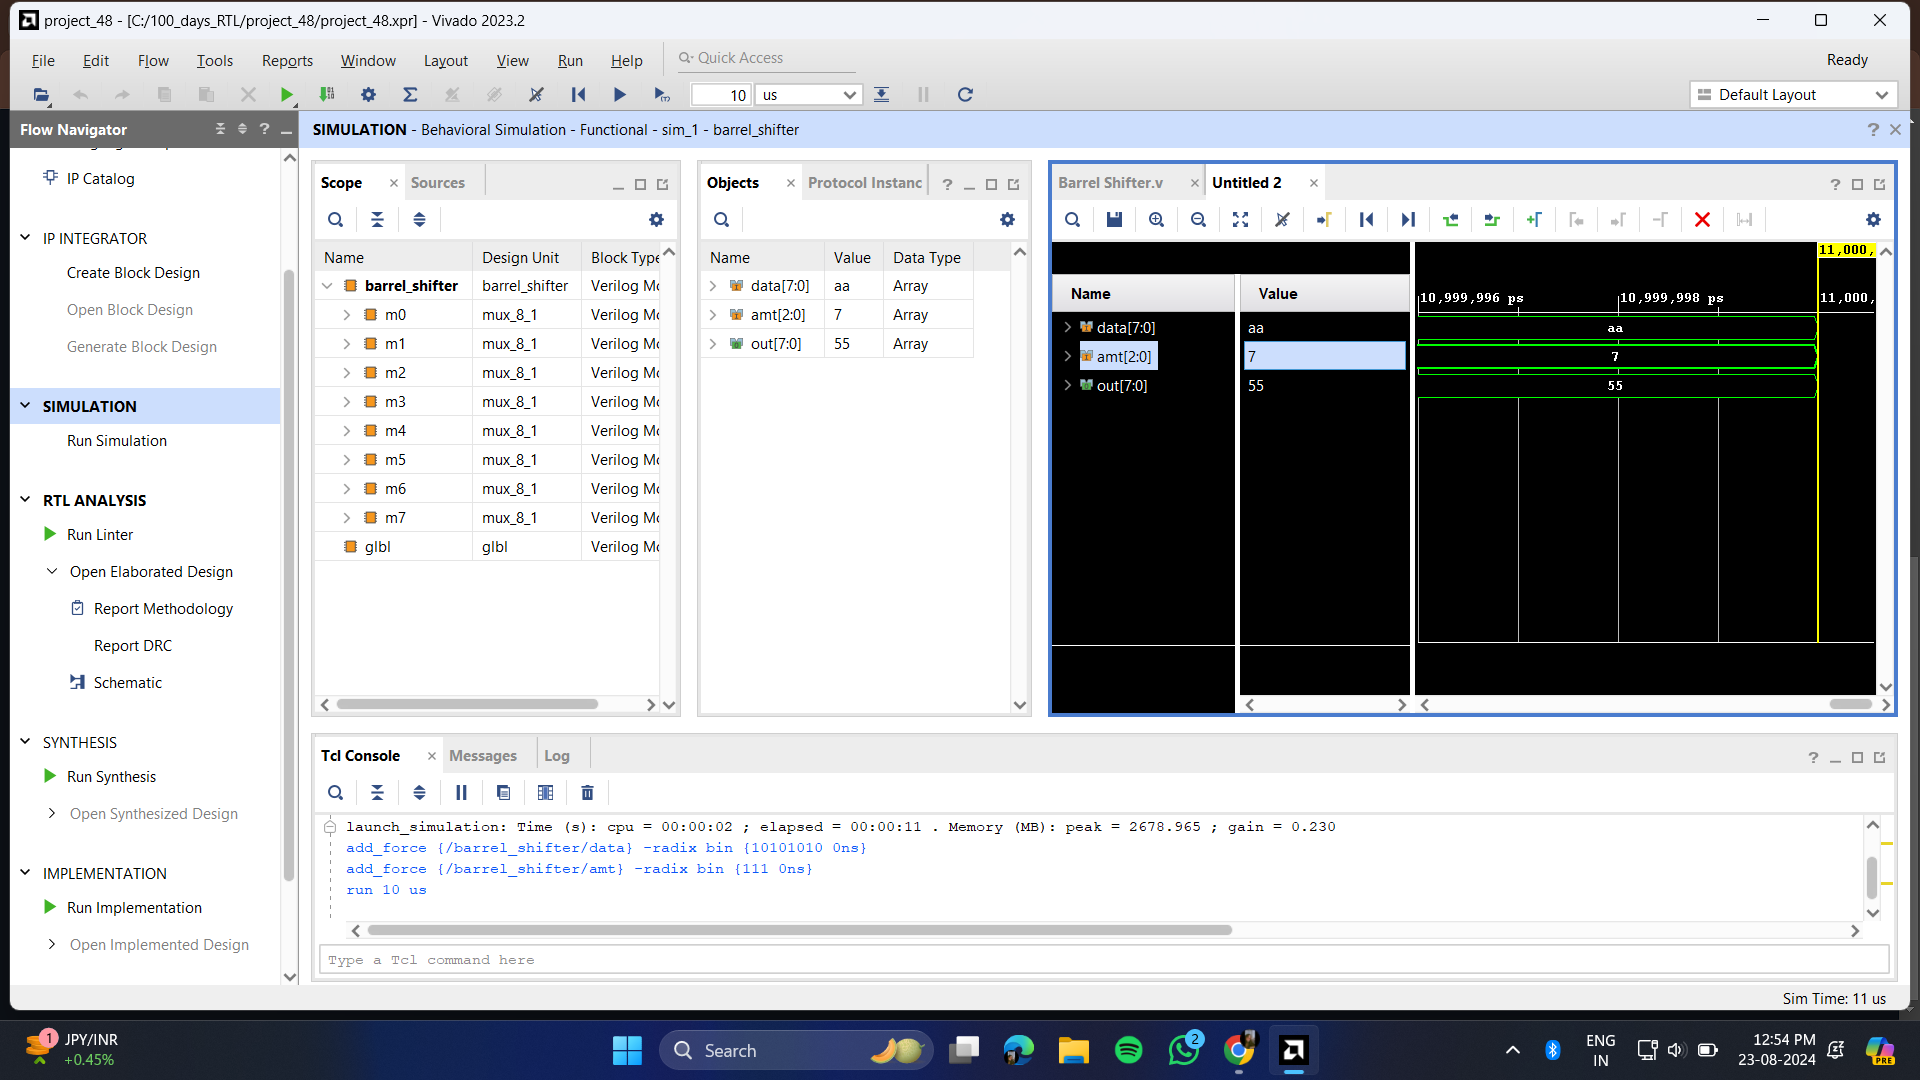 project_48 - [C:/100_days_RTL/project_48/project_48.xpr] - Vivado 2023.2
File Edit Flow Tools Reports Window Layout View Run Help Quick Access Ready
10 us Default Layout
Flow Navigator
IP Catalog
IP INTEGRATOR
Create Block Design
Open Block Design
Generate Block Design
SIMULATION
Run Simulation
RTL ANALYSIS
Run Linter
Open Elaborated Design
Report Methodology
Report DRC
Schematic
SYNTHESIS
Run Synthesis
Open Synthesized Design
IMPLEMENTATION
Run Implementation
Open Implemented Design
SIMULATION - Behavioral Simulation - Functional - sim_1 - barrel_shifter
Scope Sources
Name Design Unit Block Type
barrel_shifter barrel_shifter Verilog Mo
m0 mux_8_1 Verilog Mo
m1 mux_8_1 Verilog Mo
m2 mux_8_1 Verilog Mo
m3 mux_8_1 Verilog Mo
m4 mux_8_1 Verilog Mo
m5 mux_8_1 Verilog Mo
m6 mux_8_1 Verilog Mo
m7 mux_8_1 Verilog Mo
glbl glbl Verilog Mo
Objects Protocol Instanc
Name Value Data Type
data[7:0] aa Array
amt[2:0] 7 Array
out[7:0] 55 Array
Barrel Shifter.v Untitled 2
11,000,
Name Value 10,999,996 ps 10,999,998 ps 11,000,
data[7:0] aa aa
amt[2:0] 7 7
out[7:0] 55 55
Tcl Console Messages Log
launch_simulation: Time (s): cpu = 00:00:02 ; elapsed = 00:00:11 . Memory (MB): peak = 2678.965 ; gain = 0.230
add_force {/barrel_shifter/data} -radix bin {10101010 0ns}
add_force {/barrel_shifter/amt} -radix bin {111 0ns}
run 10 us
Type a Tcl command here
Sim Time: 11 us
1 JPY/INR
+0.45%
Search
2
ENG
IN
12:54 PM
23-08-2024
PRE